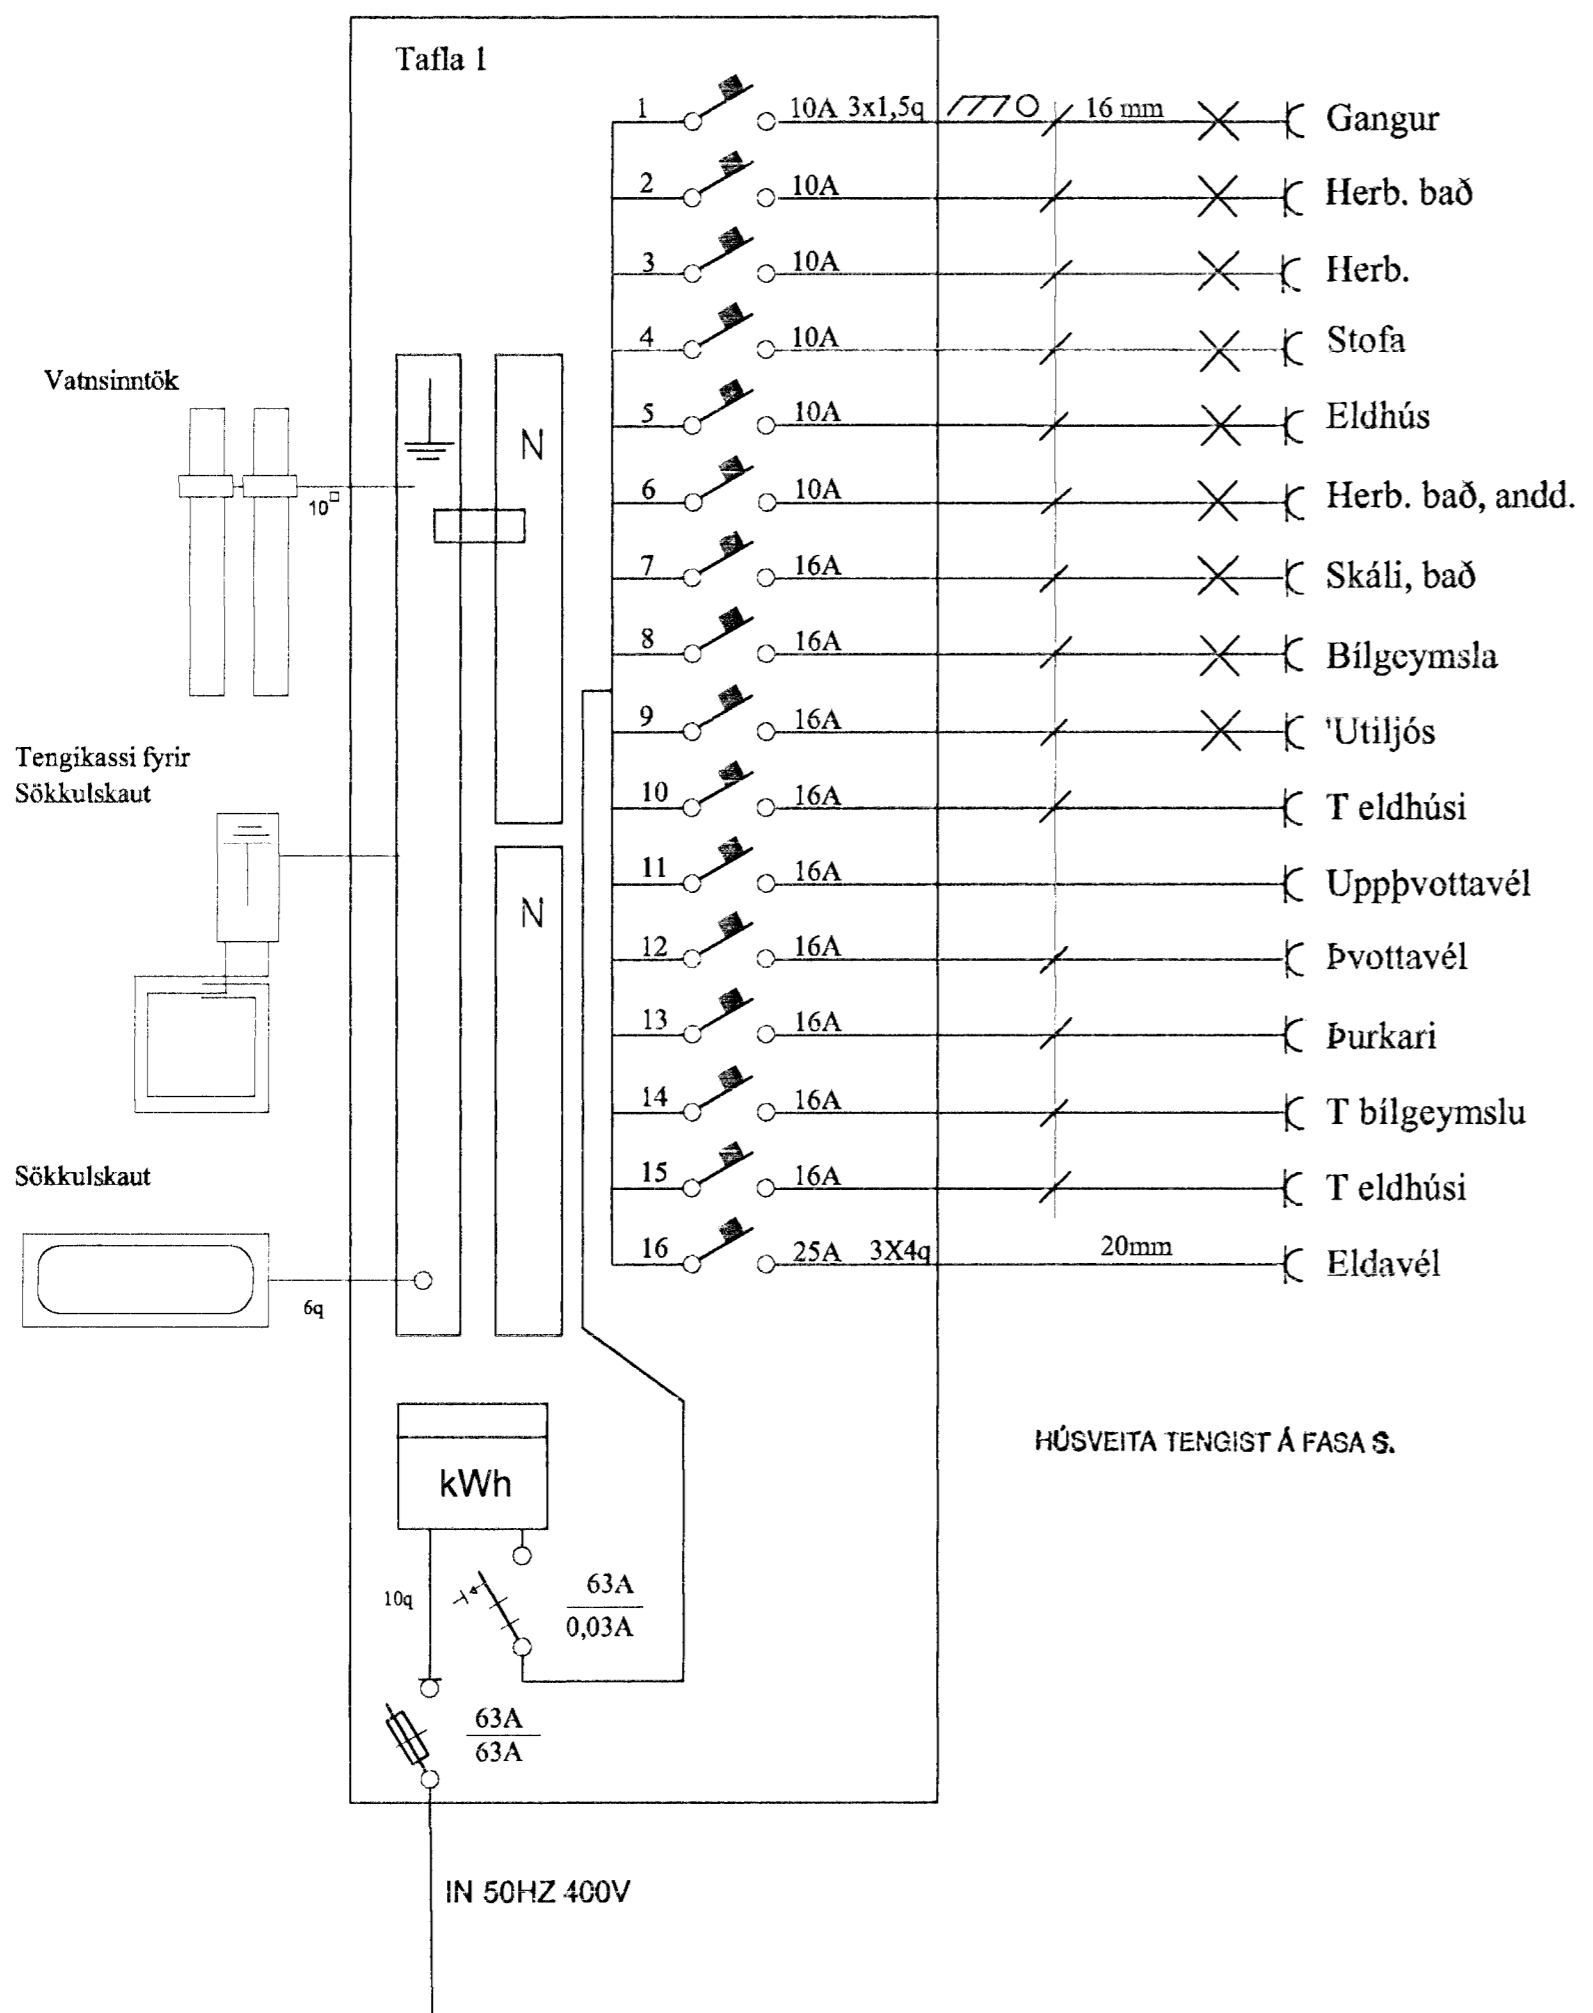 Tafla 1
1 10A 3x1,5q 16 mm Gangur
2 10A Herb. bað
3 10A Herb.
4 10A Stofa
5 10A Eldhús
6 10A Herb. bað, andd.
7 16A Skáli, bað
8 16A Bílgeymsla
9 16A 'Utiljós
10 16A T eldhúsi
11 16A Uppþvottavél
12 16A Þvottavél
13 16A Þurkari
14 16A T bílgeymslu
15 16A T eldhúsi
16 25A 3X4q 20mm Eldavél
Vatnsinntök
10□
N
Tengikassi fyrir
Sökkulskaut
N
Sökkulskaut
6q
HÚSVEITA TENGIST Á FASA S.
kWh
10q
63A
0,03A
63A
63A
IN 50HZ 400V